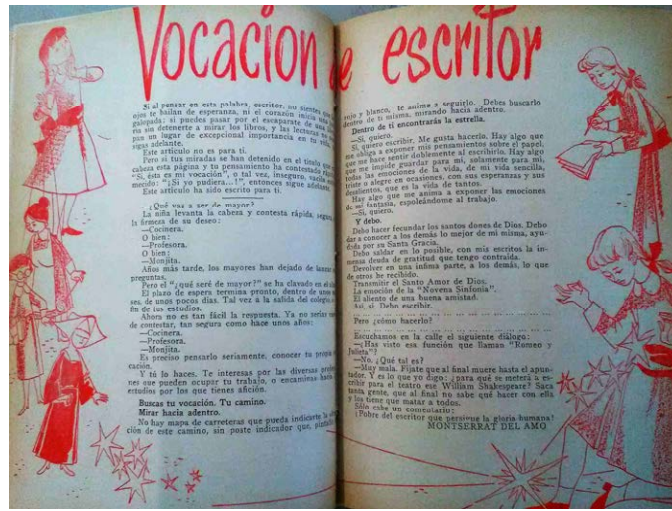 Vocacion de escritor
Si al pensar en esta palabra, escritor, no sientes que
ojos te bailan de esperanza, ni el corazón inicia una
galopada: si puedes pasar por el escaparate de una
ría sin detenerte a mirar los libros, y las lecturas no
pan un lugar de excepcional importancia en tu
sigas adelante.
Este artículo no es para ti.
Pero si tus miradas se han detenido en el título que
cabeza esta página y tu pensamiento ha contestado rápido
"Sí, ésta es mi vocación", o tal vez, inseguro,
mecido: "¡Si yo pudiera...!", entonces sigue adelante.
Este artículo ha sido escrito para ti.
¿Qué vas a ser de mayor?
La niña levanta la cabeza y contesta rápida,
la firmeza de su deseo:
—Cocinera.
O bien:
—Profesora.
O bien:
—Monjita.
Años más tarde, los mayores han dejado de
preguntas.
Pero el "¿qué seré de mayor?" se ha clavado en
El plazo de espera termina pronto, dentro de unos
ses, de unos pocos días. Tal vez a la salida del colegio,
fin de tus estudios.
Ahora no es tan fácil la respuesta. Ya no
de contestar, tan segura como hace unos años:
—Cocinera.
—Profesora.
—Monjita.
Es preciso pensarlo seriamente, conocer tu propia
cación.
Y tú lo haces. Te interesas por las diversas
nes que pueden ocupar tu trabajo, o encaminas
estudios por los que tienes afición.
Buscas tu vocación. Tu camino.
Mirar hacia adentro.
No hay mapa de carreteras que pueda indicarte la
ción de este camino, sin poste indicador que,
rojo y blanco, te anime a seguirlo. Debes buscarlo
dentro de ti misma, mirando hacia adentro.
Dentro de ti encontrarás la estrella.
—Sí, quiero.
Sí, quiero escribir. Me gusta hacerlo. Hay algo que
me obliga a exponer mis pensamientos sobre el papel,
que me hace sentir doblemente al escribirlo. Hay algo
que me impide guardar para mí, solamente para mí,
todas las emociones de la vida, de mi vida sencilla,
triste o alegre en ocasiones, con sus esperanzas y sus
desalientos, que es la vida de tantos.
Hay algo que me anima a exponer las emociones
de mi fantasía, espoleándome al trabajo.
—Sí, quiero.
Y debo.
Debo hacer fecundar los santos dones de Dios. Debo
dar a conocer a los demás lo mejor de mí misma, ayu-
dida por su Santa Gracia.
Debo saldar en lo posible, con mis escritos la in-
mensa deuda de gratitud que tengo contraída.
Devolver en una ínfima parte, a los demás, lo que
de otros he recibido.
Transmitir el Santo Amor de Dios.
La emoción de la "Novena Sinfonía".
El aliento de una buena amistad.
Así, sí. Escribiré.
Pero ¿cómo hacerlo?
Escuchamos en la calle el siguiente diálogo:
—¿Has visto esa función que llaman "Romeo y
Julieta"?
—No. ¿Qué tal es?
—Muy mala. Fíjate que al final muere hasta el apun-
tador. Y es lo que yo digo: ¿para qué se meterá a es-
cribir para el teatro ese William Shakespeare? Saca
tanta gente, que al final no sabe qué hacer con ella
y los tiene que matar a todos.
Sólo cabe un comentario:
¡Pobre del escritor que persigue la gloria humana!
MONTSERRAT DEL AMO